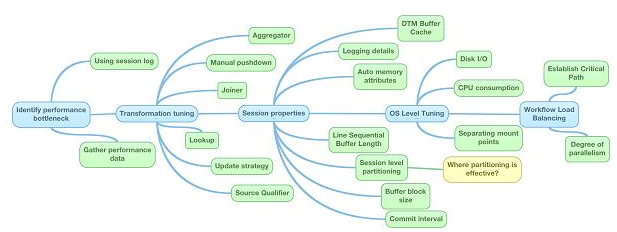 Using session log
Identify performance
bottleneck
Gather performance
data
Aggregator
Manual pushdown
Joiner
Transformation tuning
Lookup
Update strategy
Source Qualifier
DTM Buffer
Cache
Logging details
Auto memory
attributes
Session properties
Line Sequential
Buffer Length
Session level
partitioning
Where partitioning is
effective?
Buffer block
size
Commit interval
Disk I/O
CPU consumption
OS Level Tuning
Separating mount
points
Establish Critical
Path
Workflow Load
Balancing
Degree of
parallelism